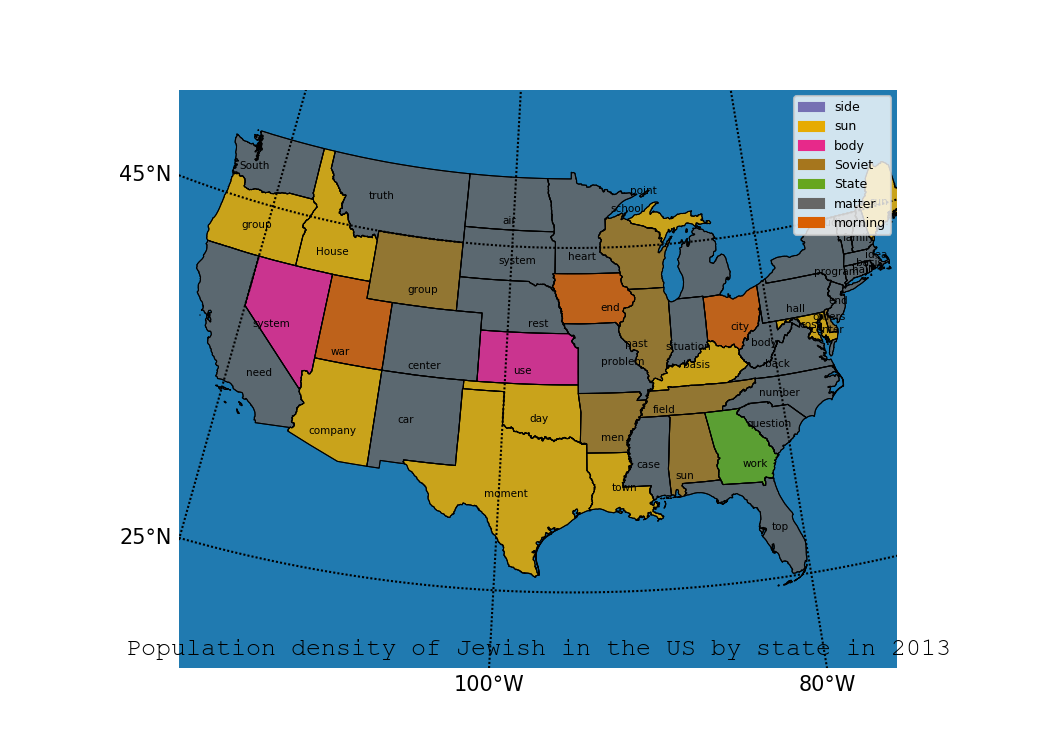 side
sun
body
Soviet
State
matter
morning
45°N
25°N
100°W
80°W
South
truth
air
point
school
group
House
system
heart
group
family
idea
program
rest
end
hall
end
system
war
center
use
problem
past
situation
city
basis
body
back
center
need
company
car
day
men
field
number
question
moment
town
case
sun
work
top
Population density of Jewish in the US by state in 2013